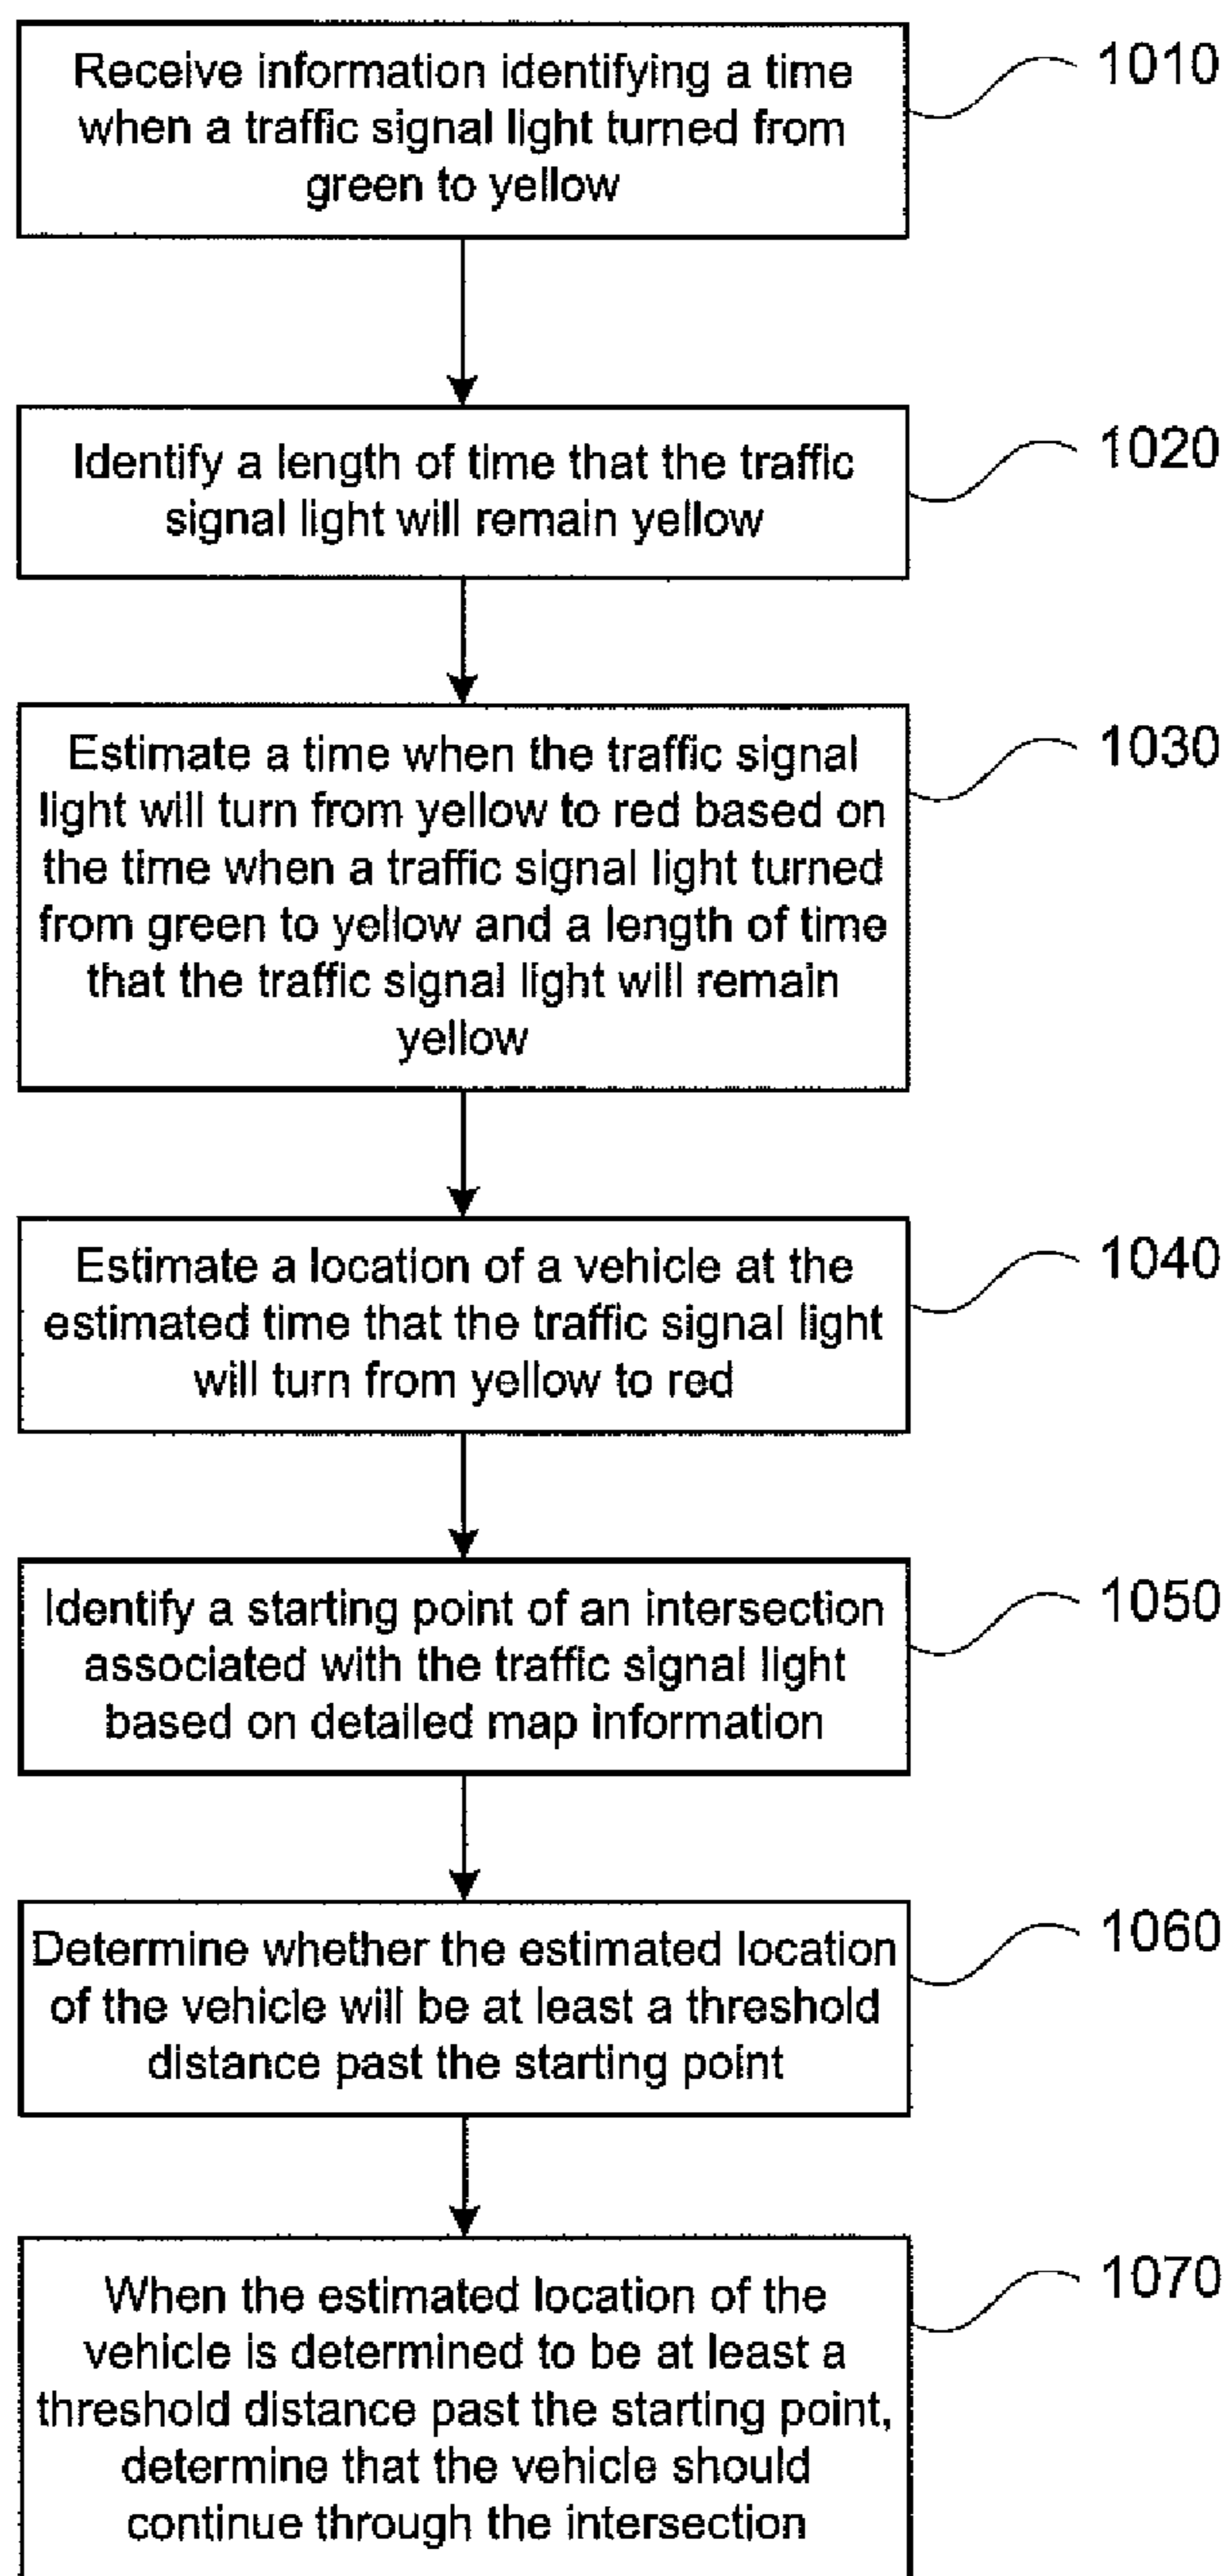 Receive information identifying a time
when a traffic signal light turned from
green to yellow
1010
Identify a length of time that the traffic
signal light will remain yellow
1020
Estimate a time when the traffic signal
light will turn from yellow to red based on
the time when a traffic signal light turned
from green to yellow and a length of time
that the traffic signal light will remain
yellow
1030
Estimate a location of a vehicle at the
estimated time that the traffic signal light
will turn from yellow to red
1040
Identify a starting point of an intersection
associated with the traffic signal light
based on detailed map information
1050
Determine whether the estimated location
of the vehicle will be at least a threshold
distance past the starting point
1060
When the estimated location of the
vehicle is determined to be at least a
threshold distance past the starting point,
determine that the vehicle should
continue through the intersection
1070